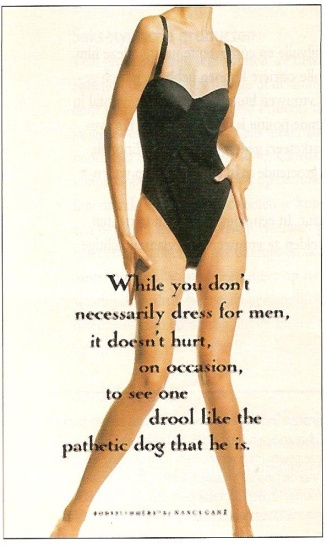 While you don't
necessarily dress for men,
it doesn't hurt,
on occasion,
to see one
drool like the
pathetic dog that he is.
BODYSLIMMERS BY NANCY GANZ